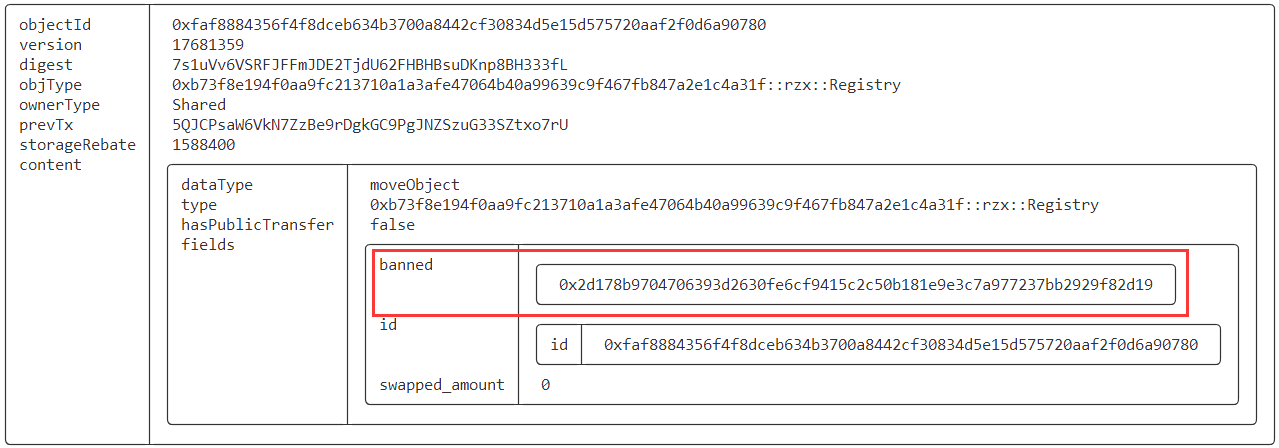 objectId 0xfaf8884356f4f8dceb634b3700a8442cf30834d5e15d575720aaf2f0d6a90780
version 17681359
digest 7s1uVv6VSRFJFFmJDE2TjdU62FHBHBsuDKnp8BH333fL
objType 0xb73f8e194f0aa9fc213710a1a3afe47064b40a99639c9f467fb847a2e1c4a31f::rzx::Registry
ownerType Shared
prevTx 5QJCPsaW6VkN7ZzBe9rDgkGC9PgJNZSzuG33SZtxo7rU
storageRebate 1588400
content
dataType moveObject
type 0xb73f8e194f0aa9fc213710a1a3afe47064b40a99639c9f467fb847a2e1c4a31f::rzx::Registry
hasPublicTransfer false
fields
banned
0x2d178b9704706393d2630fe6cf9415c2c50b181e9e3c7a977237bb2929f82d19
id
id 0xfaf8884356f4f8dceb634b3700a8442cf30834d5e15d575720aaf2f0d6a90780
swapped_amount 0